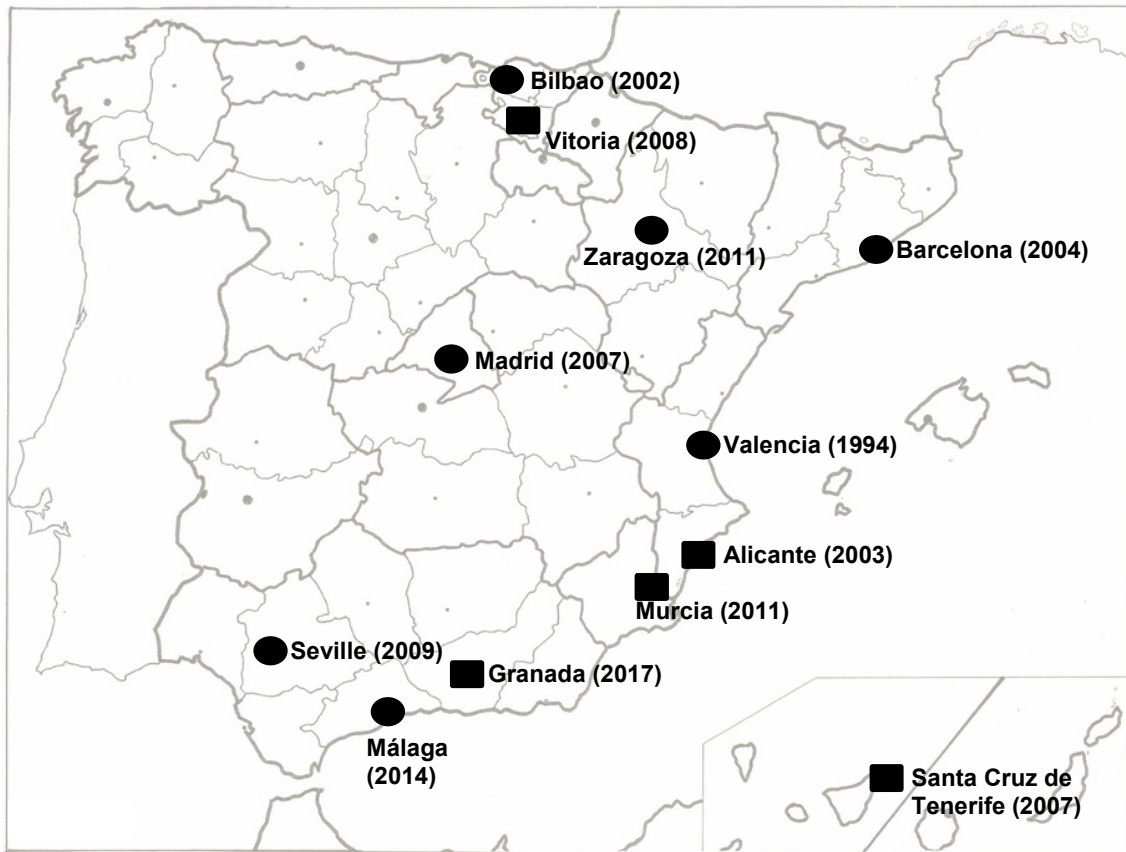 Bilbao (2002)
Vitoria (2008)
Zaragoza (2011)
Barcelona (2004)
Madrid (2007)
Valencia (1994)
Alicante (2003)
Murcia (2011)
Seville (2009)
Granada (2017)
Málaga
(2014)
Santa Cruz de
Tenerife (2007)